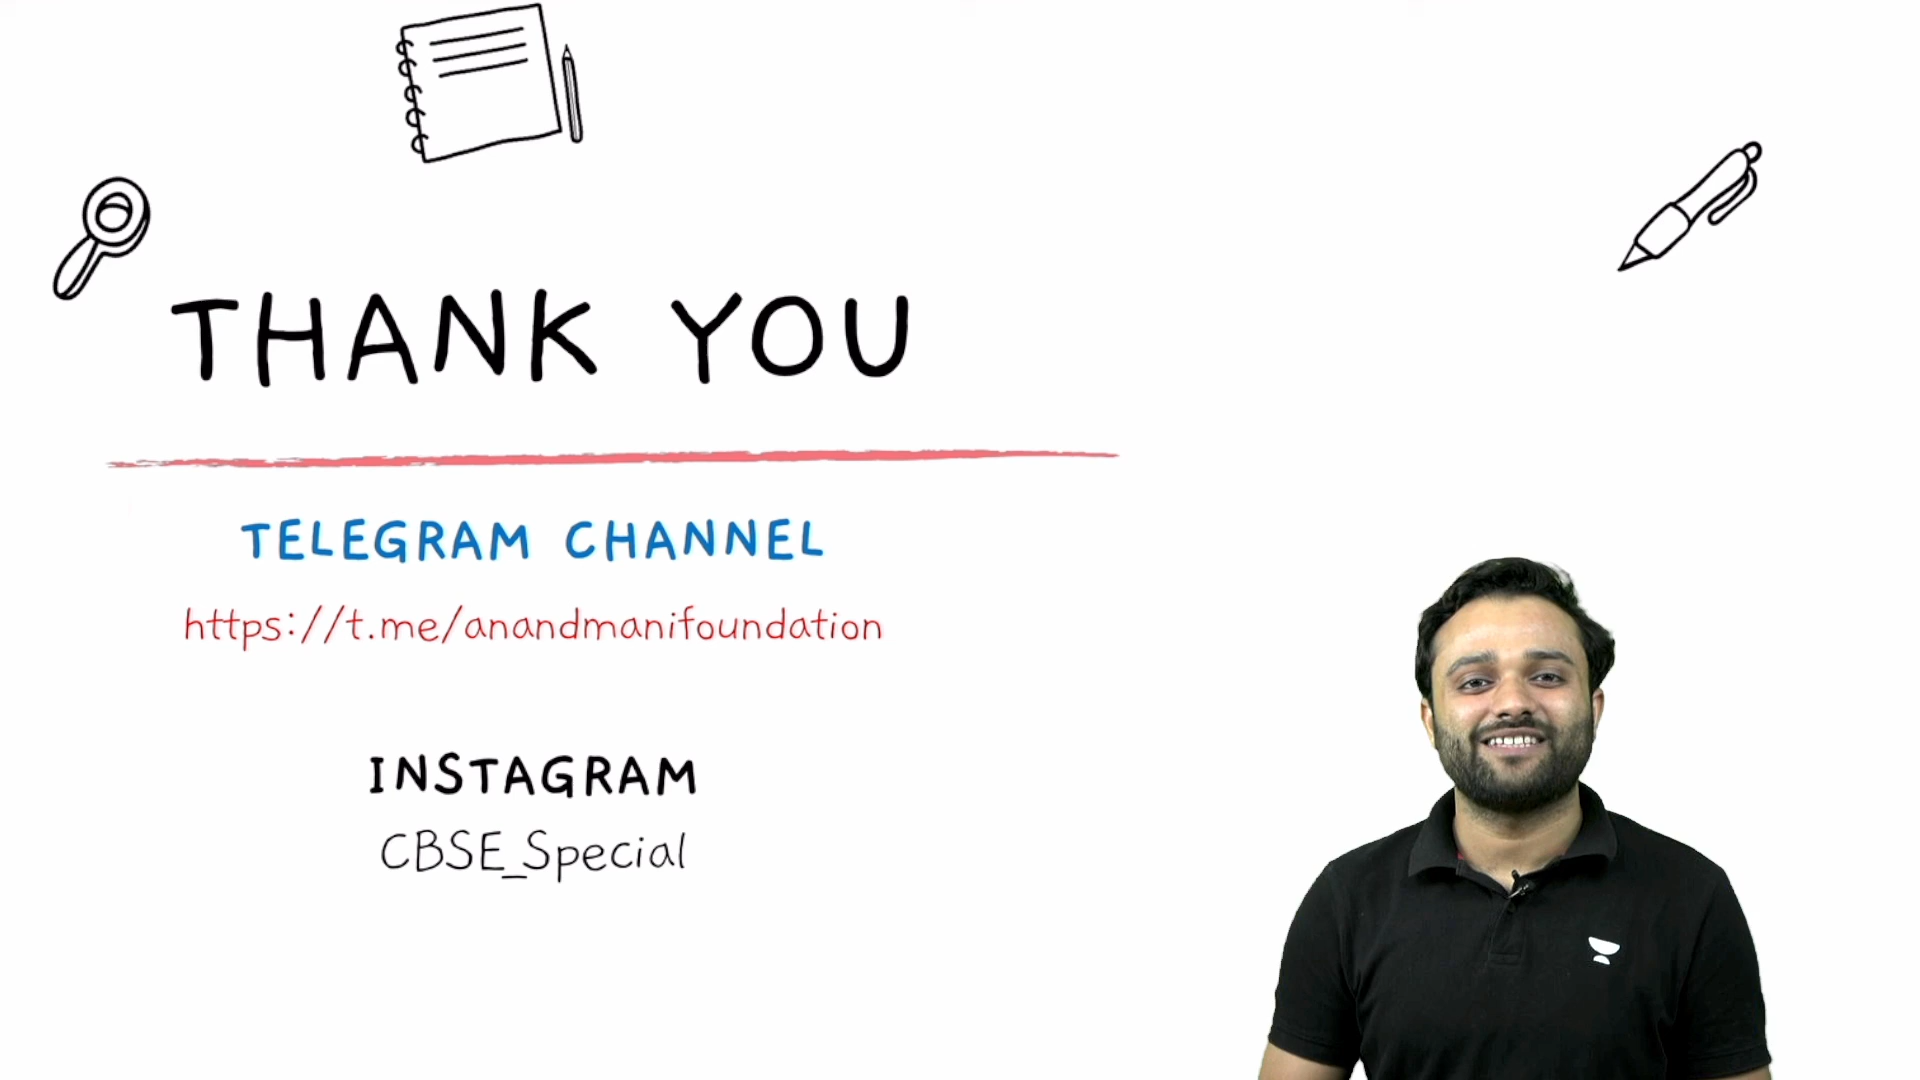 THANK YOU
TELEGRAM CHANNEL
https://t.me/anandmanifoundation
INSTAGRAM
CBSE_Special